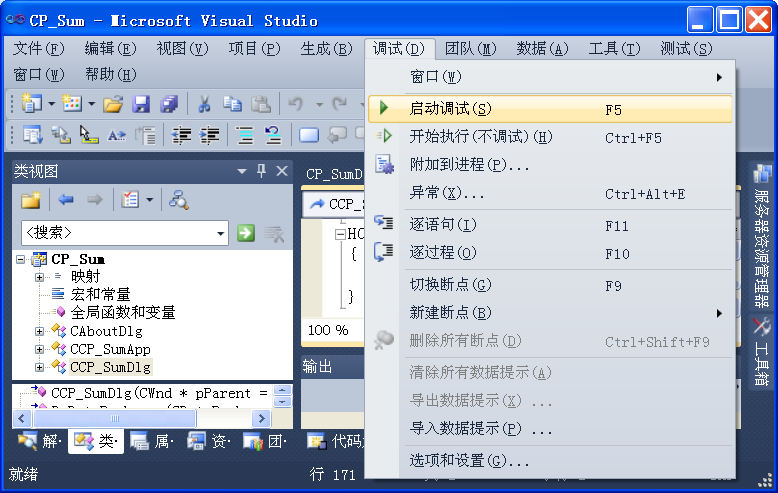 CP_Sum - Microsoft Visual Studio
文件(F) 编辑(E) 视图(V) 项目(P) 生成(B) 调试(D) 团队(M) 数据(A) 工具(T) 测试(S)
窗口(W) 帮助(H)
窗口(W)
启动调试(S) F5
开始执行(不调试)(H) Ctrl+F5
附加到进程(P)...
异常(X)... Ctrl+Alt+E
逐语句(I) F11
逐过程(O) F10
切换断点(G) F9
新建断点(B)
删除所有断点(D) Ctrl+Shift+F9
清除所有数据提示(A)
导出数据提示(X) ...
导入数据提示(P) ...
选项和设置(G)...
类视图
<搜索>
CP_Sum
映射
宏和常量
全局函数和变量
CAboutDlg
CCP_SumApp
CCP_SumDlg
CCP_SumDlg(CWnd * pParent =
解· 类· 属· 资· 团·
CP_SumD
CCP_S
HC
{
}
100 %
输出
代码
服务器资源管理器
工具箱
就绪
行 171